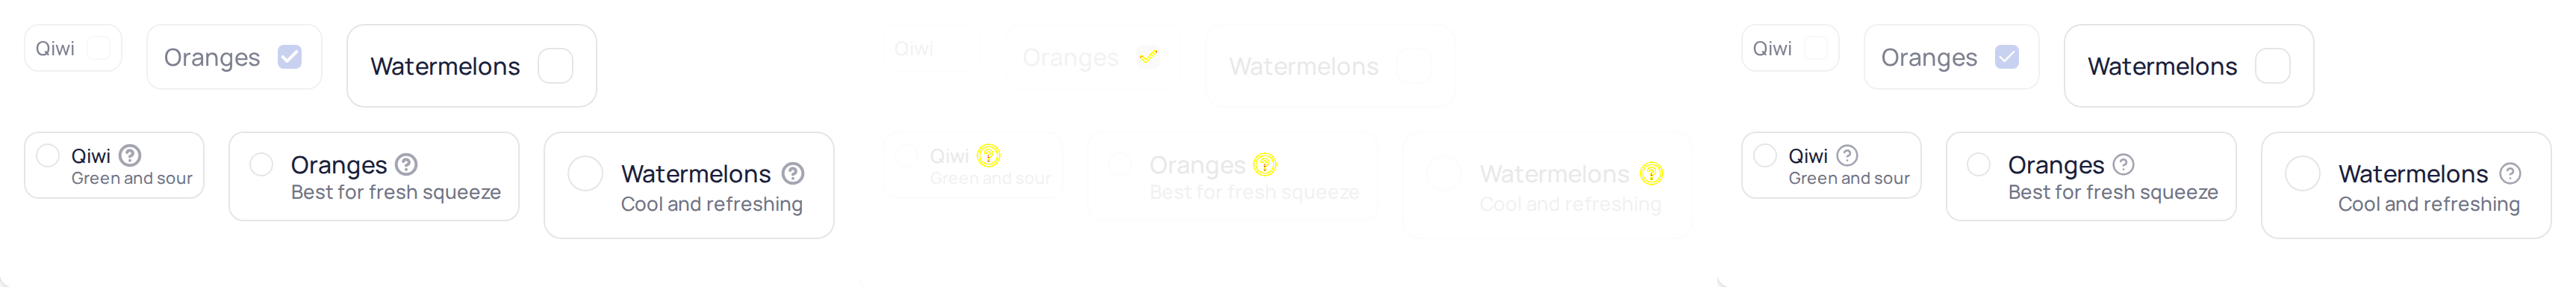 Qiwi Oranges Watermelons Qiwi Oranges Watermelons Qiwi Oranges Watermelons
Qiwi ? Oranges ? Watermelons ? Qiwi ? Oranges ? Watermelons ? Qiwi ? Oranges ? Watermelons ?
Green and sour Best for fresh squeeze Cool and refreshing Green and sour Best for fresh squeeze Cool and refreshing Green and sour Best for fresh squeeze Cool and refreshing